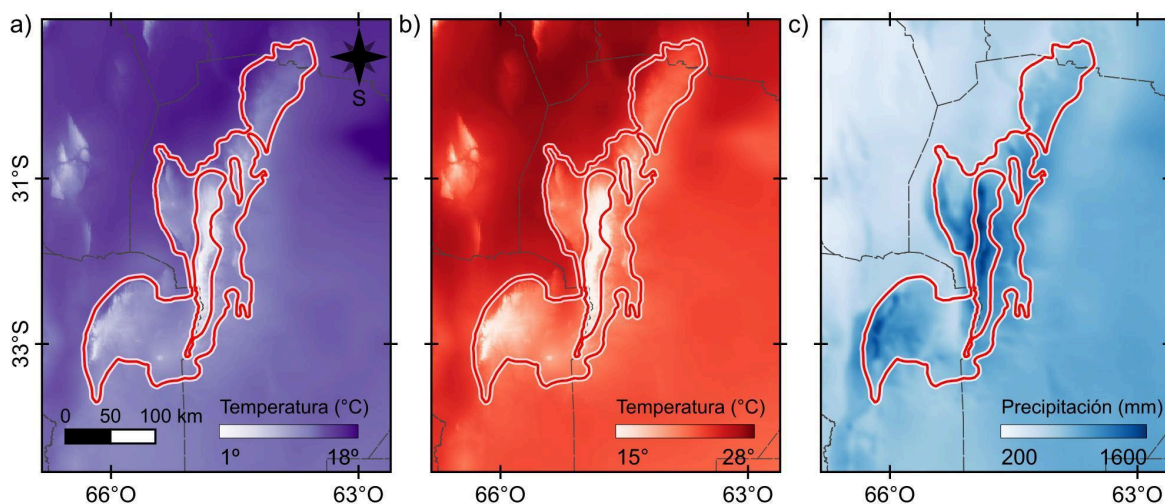 a)
S
31°S
33°S
0 50 100 km
Temperatura (°C)
1° 18°
66°O 63°O
b)
Temperatura (°C)
15° 28°
66°O 63°O
c)
Precipitación (mm)
200 1600
66°O 63°O